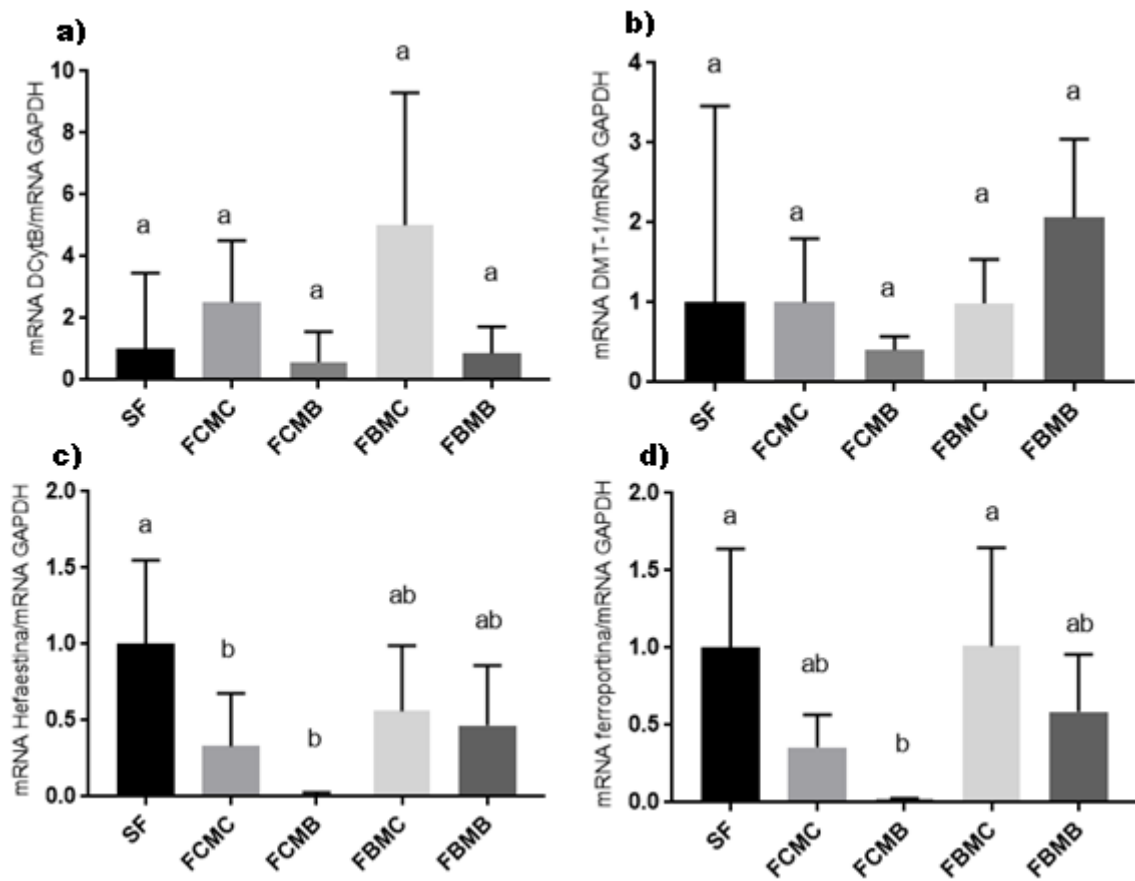 a)
mRNA DCytB/mRNA GAPDH
10
8
6
4
2
0
a
a
a
a
a
SF
FCMC
FCMB
FBMC
FBMB
b)
mRNA DMT-1/mRNA GAPDH
4
3
2
1
0
a
a
a
a
a
SF
FCMC
FCMB
FBMC
FBMB
c)
mRNA Hefaestina/mRNA GAPDH
2.0
1.5
1.0
0.5
0.0
a
b
b
ab
ab
SF
FCMC
FCMB
FBMC
FBMB
d)
mRNA ferroportina/mRNA GAPDH
2.0
1.5
1.0
0.5
0.0
a
ab
b
a
ab
SF
FCMC
FCMB
FBMC
FBMB